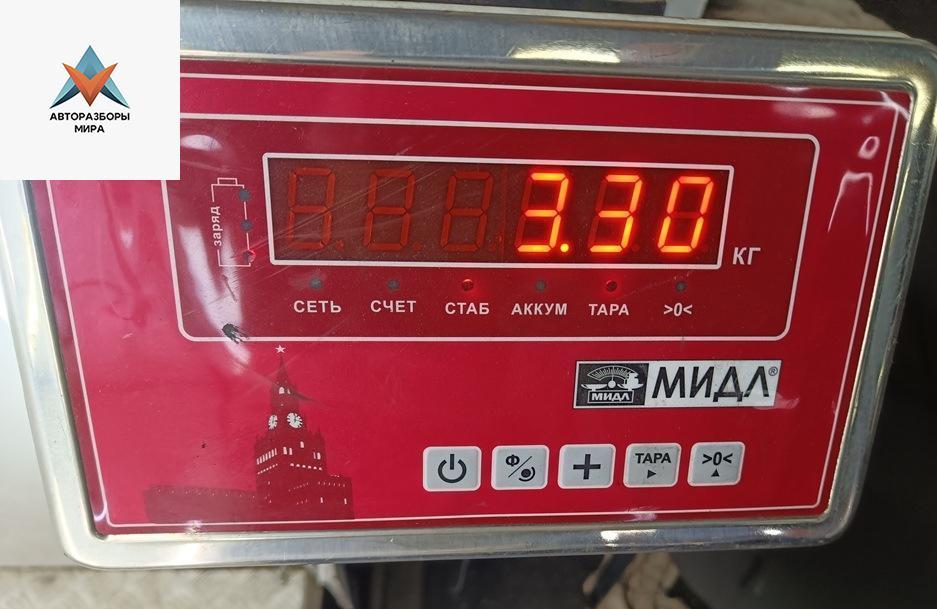 АВТОРАЗБОРЫ
МИРА
заряд
3.30
КГ
СЕТЬ СЧЕТ СТАБ АККУМ ТАРА >0<
МИДЛ МИДЛ®
Ф ТАРА >0<